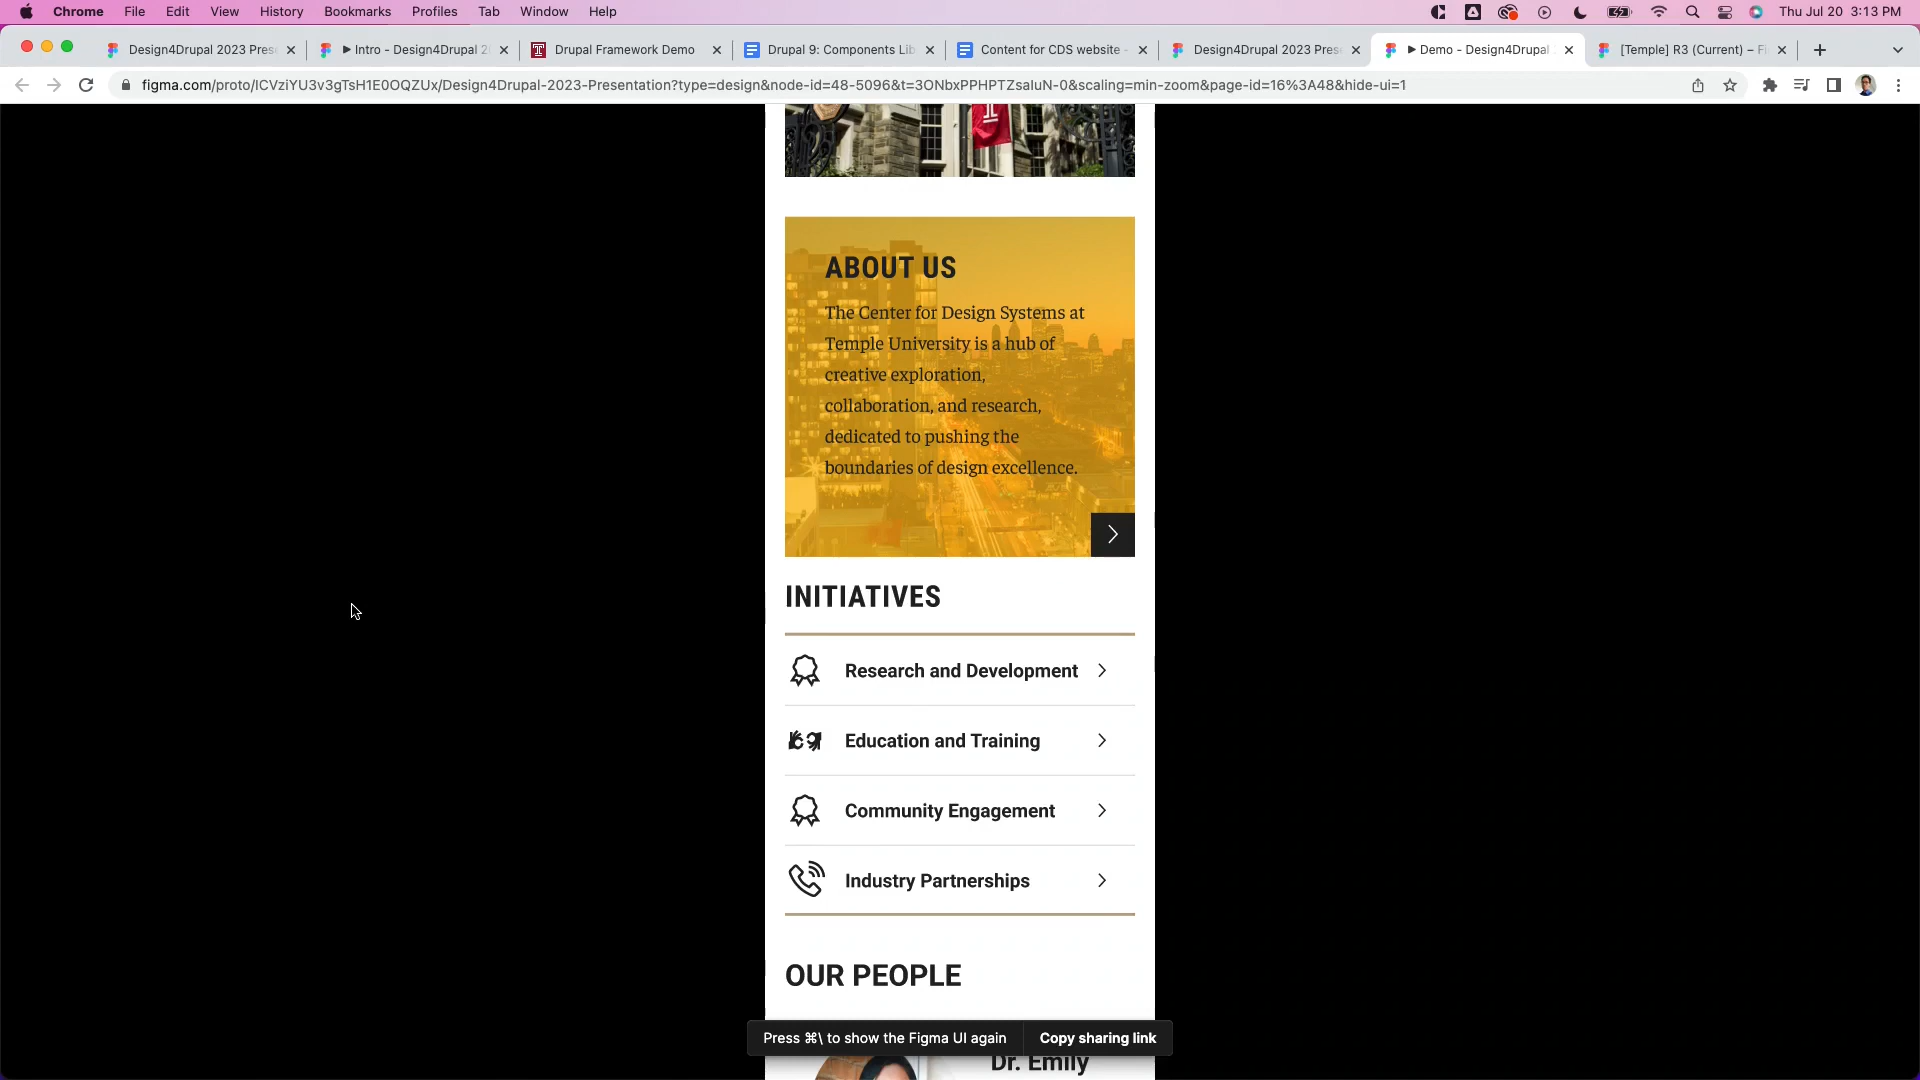 Chrome File Edit View History Bookmarks Profiles Tab Window Help Thu Jul 20 3:13 PM
Design4Drupal 2023 Pres
Intro - Design4Drupal 2
Drupal Framework Demo
Drupal 9: Components Lib
Content for CDS website -
Design4Drupal 2023 Pres
Demo - Design4Drupal
[Temple] R3 (Current) – Fi
figma.com/proto/ICVziYU3v3gTsH1E0OQZUx/Design4Drupal-2023-Presentation?type=design&node-id=48-5096&t=3ONbxPPHPTZsaluN-0&scaling=min-zoom&page-id=16%3A48&hide-ui=1
ABOUT US
The Center for Design Systems at
Temple University is a hub of
creative exploration,
collaboration, and research,
dedicated to pushing the
boundaries of design excellence.
INITIATIVES
Research and Development
Education and Training
Community Engagement
Industry Partnerships
OUR PEOPLE
Press ⌘\ to show the Figma UI again Copy sharing link
Dr. Emily